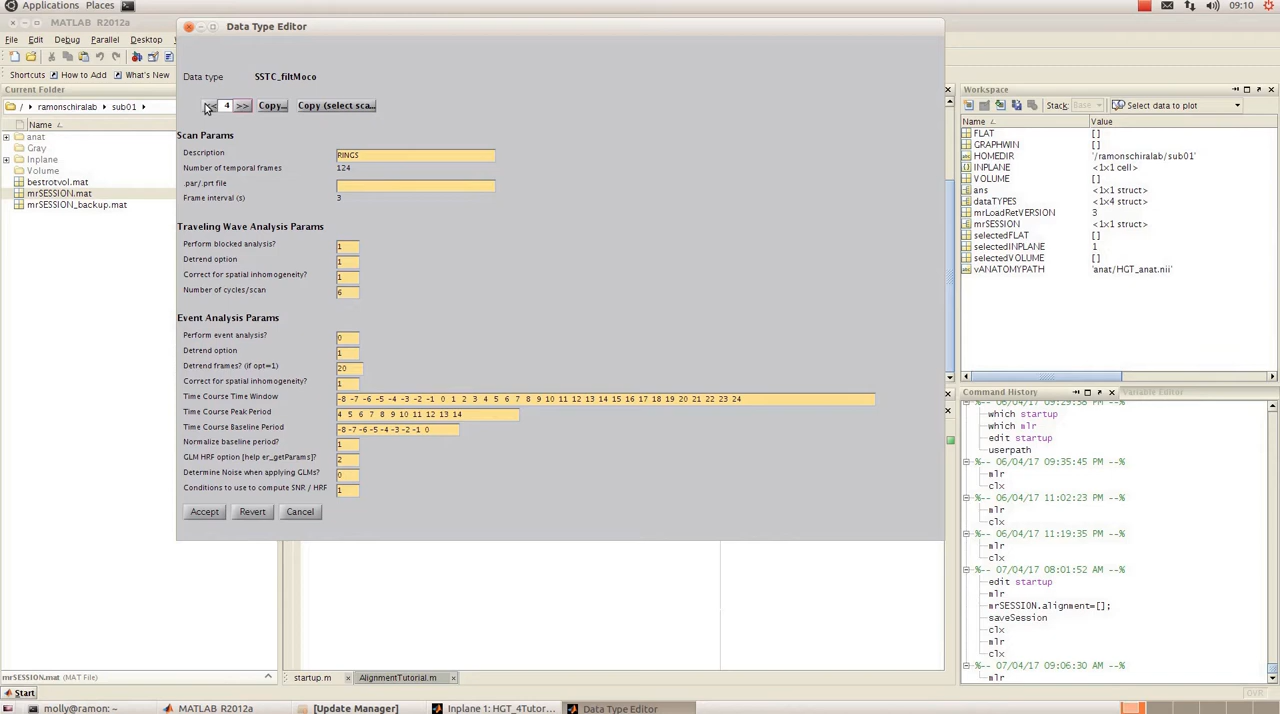 Applications Places
09:10
MATLAB R2012a
Data Type Editor
File Edit Debug Parallel Desktop
Shortcuts How to Add What's New
Current Folder
/ ramonschiralab sub01
Name
anat
Gray
Inplane
Volume
bestrotvol.mat
mrSESSION.mat
mrSESSION_backup.mat
mrSESSION.mat (MAT File)
Data type SSTC_filtMoco
4 >> Copy... Copy (select sca...
Scan Params
Description RINGS
Number of temporal frames 124
.par/.prt file
Frame interval (s) 3
Traveling Wave Analysis Params
Perform blocked analysis? 1
Detrend option 1
Correct for spatial inhomogeneity? 1
Number of cycles/scan 6
Event Analysis Params
Perform event analysis? 0
Detrend option 1
Detrend frames? (if opt=1) 20
Correct for spatial inhomogeneity? 1
Time Course Time Window -8 -7 -6 -5 -4 -3 -2 -1 0 1 2 3 4 5 6 7 8 9 10 11 12 13 14 15 16 17 18 19 20 21 22 23 24
Time Course Peak Period 4 5 6 7 8 9 10 11 12 13 14
Time Course Baseline Period -8 -7 -6 -5 -4 -3 -2 -1 0
Normalize baseline period? 1
GLM HRF option [help er_getParams]? 2
Determine Noise when applying GLMs? 0
Conditions to use to compute SNR / HRF 1
Accept Revert Cancel
Workspace
Stack: Base Select data to plot
Name Value
FLAT [ ]
GRAPHWIN [ ]
HOMEDIR '/ramonschiralab/sub01'
INPLANE <1x1 cell>
VOLUME [ ]
ans <1x1 struct>
dataTYPES <1x4 struct>
mrLoadRetVERSION 3
mrSESSION <1x1 struct>
selectedFLAT [ ]
selectedINPLANE 1
selectedVOLUME [ ]
vANATOMYPATH 'anat/HGT_anat.nii'
Command History
%-- 06/04/17 09:29:38 PM --%
which startup
which mlr
edit startup
userpath
%-- 06/04/17 09:35:45 PM --%
mlr
clx
%-- 06/04/17 11:02:23 PM --%
mlr
clx
%-- 06/04/17 11:19:35 PM --%
mlr
clx
%-- 07/04/17 08:01:52 AM --%
edit startup
mlr
mrSESSION.alignment=[];
saveSession
clx
mlr
clx
%-- 07/04/17 09:06:30 AM --%
mlr
Variable Editor
startup.m AlignmentTutorial.m
Start
OVR
molly@ramon: ~ MATLAB R2012a [Update Manager] Inplane 1: HGT_4Tutor... Data Type Editor